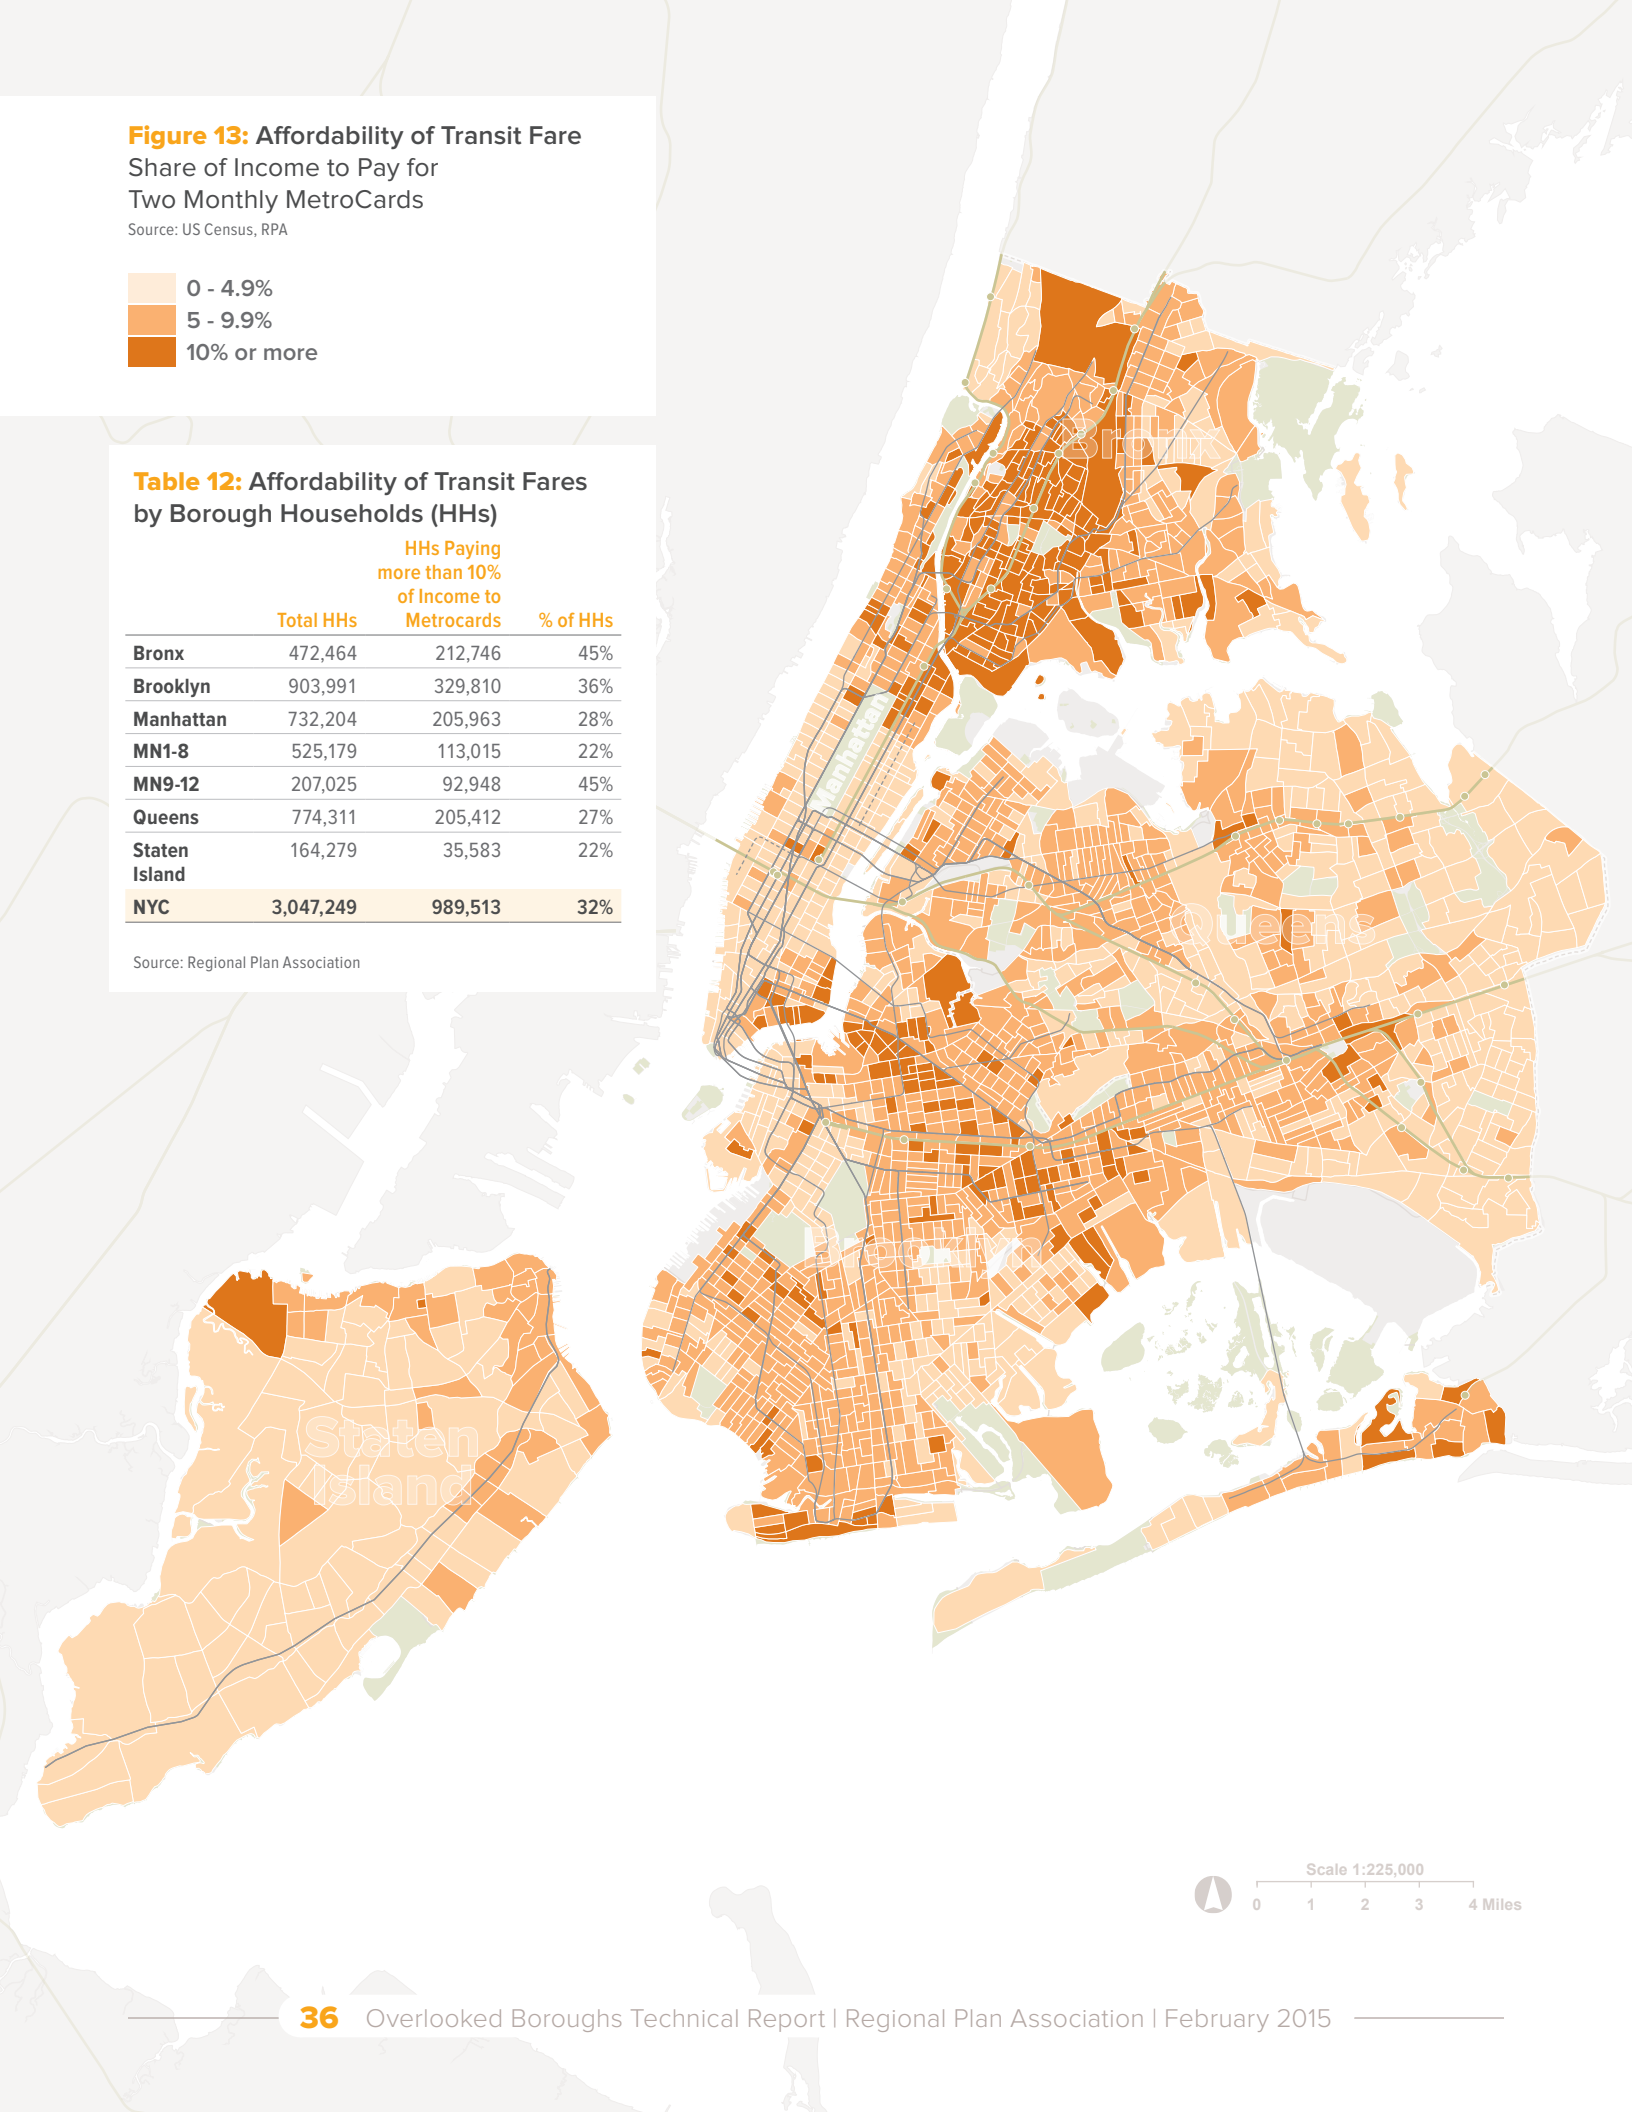 Figure 13: Affordability of Transit Fare
Share of Income to Pay for
Two Monthly MetroCards
Source: US Census, RPA
0 - 4.9%
5 - 9.9%
10% or more
Table 12: Affordability of Transit Fares
by Borough Households (HHs)
HHs Paying
more than 10%
of Income to
Total HHs Metrocards % of HHs
Bronx 472,464 212,746 45%
Brooklyn 903,991 329,810 36%
Manhattan 732,204 205,963 28%
MN1-8 525,179 113,015 22%
MN9-12 207,025 92,948 45%
Queens 774,311 205,412 27%
Staten 164,279 35,583 22%
Island
NYC 3,047,249 989,513 32%
Source: Regional Plan Association
Bronx
Manhattan
Queens
Brooklyn
Staten
Island
Scale 1:225,000
0 1 2 3 4 Miles
36 Overlooked Boroughs Technical Report | Regional Plan Association | February 2015